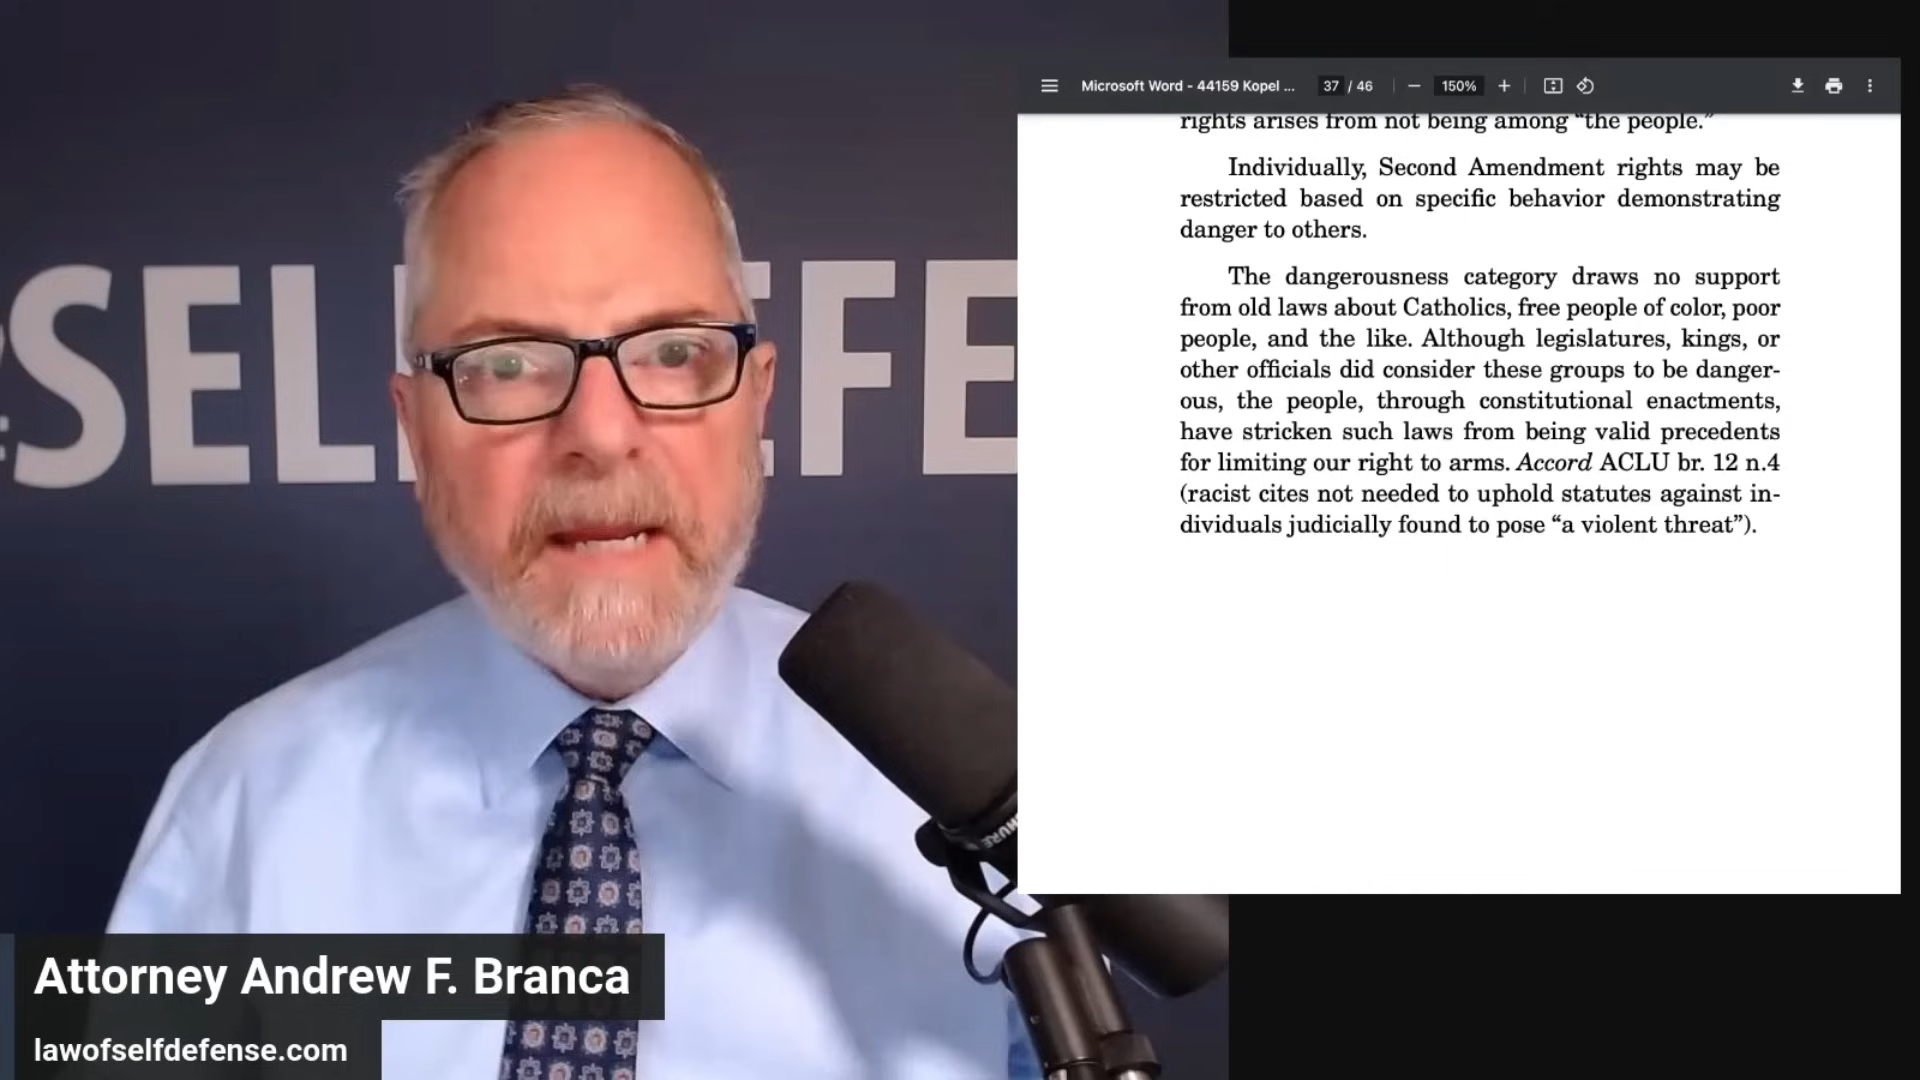 #SELF DEFE
Microsoft Word - 44159 Kopel ... 37 / 46 150%
rights arises from not being among “the people.”
Individually, Second Amendment rights may be
restricted based on specific behavior demonstrating
danger to others.
The dangerousness category draws no support
from old laws about Catholics, free people of color, poor
people, and the like. Although legislatures, kings, or
other officials did consider these groups to be danger-
ous, the people, through constitutional enactments,
have stricken such laws from being valid precedents
for limiting our right to arms. Accord ACLU br. 12 n.4
(racist cites not needed to uphold statutes against in-
dividuals judicially found to pose “a violent threat”).
SHURE
Attorney Andrew F. Branca
lawofselfdefense.com